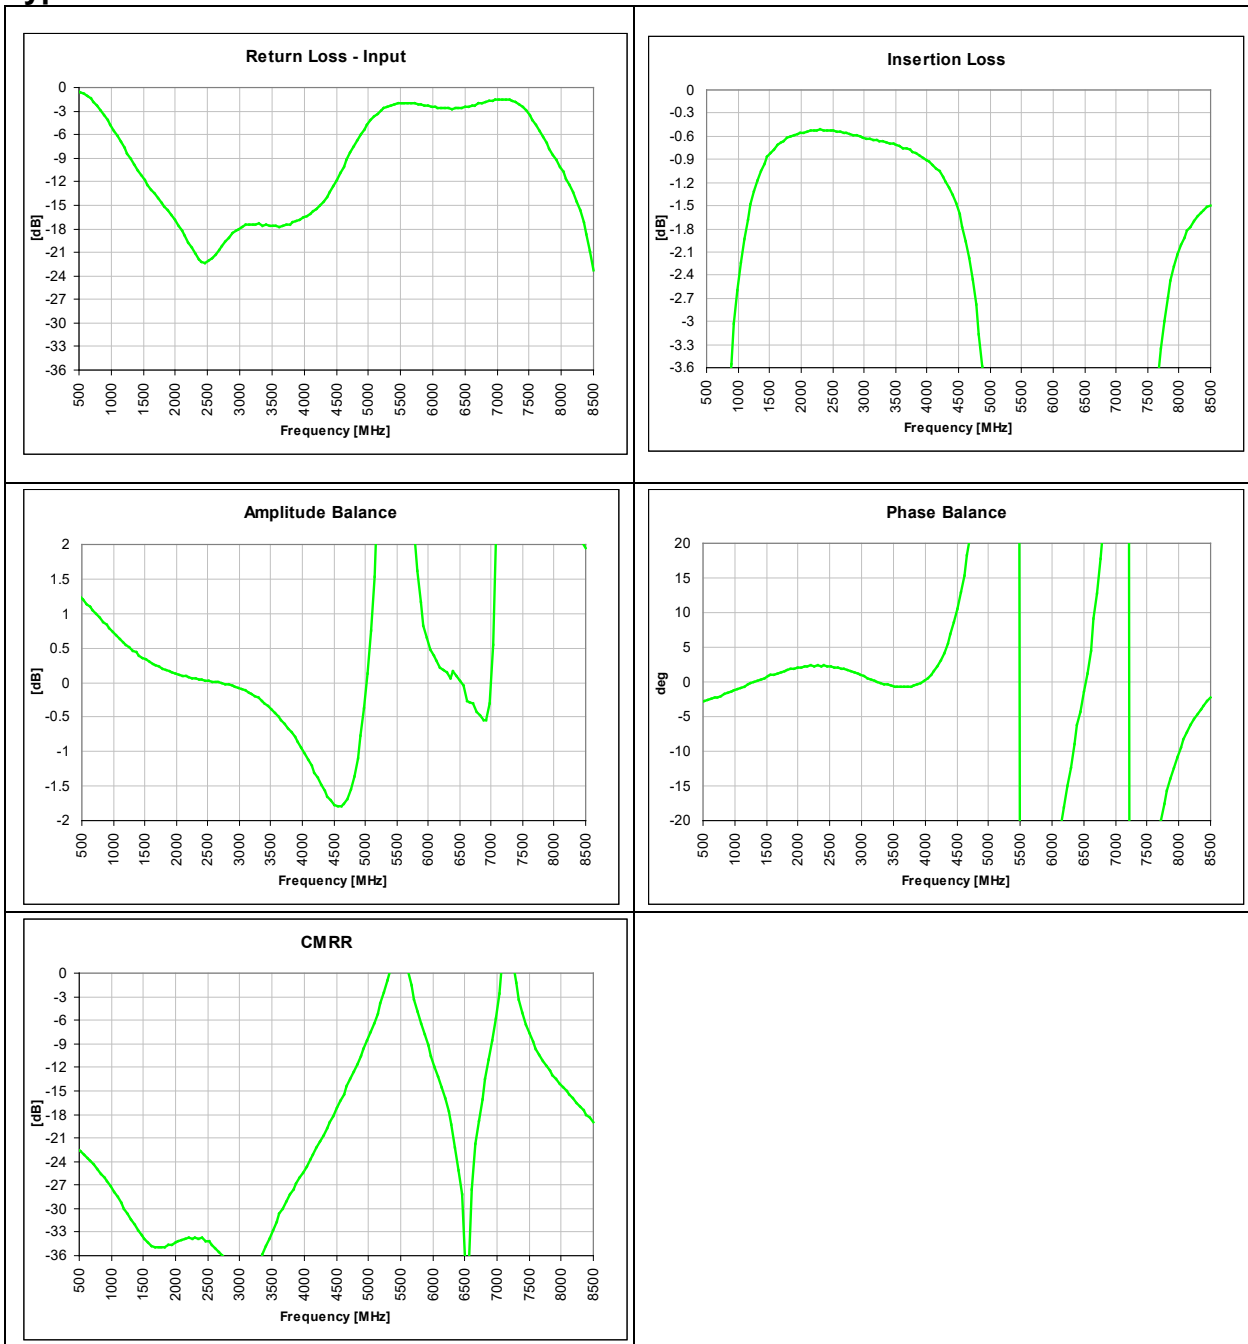 Return Loss - Input
0
-3
-6
-9
-12
-15
-18
-21
-24
-27
-30
-33
-36
[dB]
500 1000 1500 2000 2500 3000 3500 4000 4500 5000 5500 6000 6500 7000 7500 8000 8500
Frequency [MHz]
Insertion Loss
0
-0.3
-0.6
-0.9
-1.2
-1.5
-1.8
-2.1
-2.4
-2.7
-3
-3.3
-3.6
[dB]
500 1000 1500 2000 2500 3000 3500 4000 4500 5000 5500 6000 6500 7000 7500 8000 8500
Frequency [MHz]
Amplitude Balance
2
1.5
1
0.5
0
-0.5
-1
-1.5
-2
[dB]
500 1000 1500 2000 2500 3000 3500 4000 4500 5000 5500 6000 6500 7000 7500 8000 8500
Frequency [MHz]
Phase Balance
20
15
10
5
0
-5
-10
-15
-20
deg
500 1000 1500 2000 2500 3000 3500 4000 4500 5000 5500 6000 6500 7000 7500 8000 8500
Frequency [MHz]
CMRR
0
-3
-6
-9
-12
-15
-18
-21
-24
-27
-30
-33
-36
[dB]
500 1000 1500 2000 2500 3000 3500 4000 4500 5000 5500 6000 6500 7000 7500 8000 8500
Frequency [MHz]